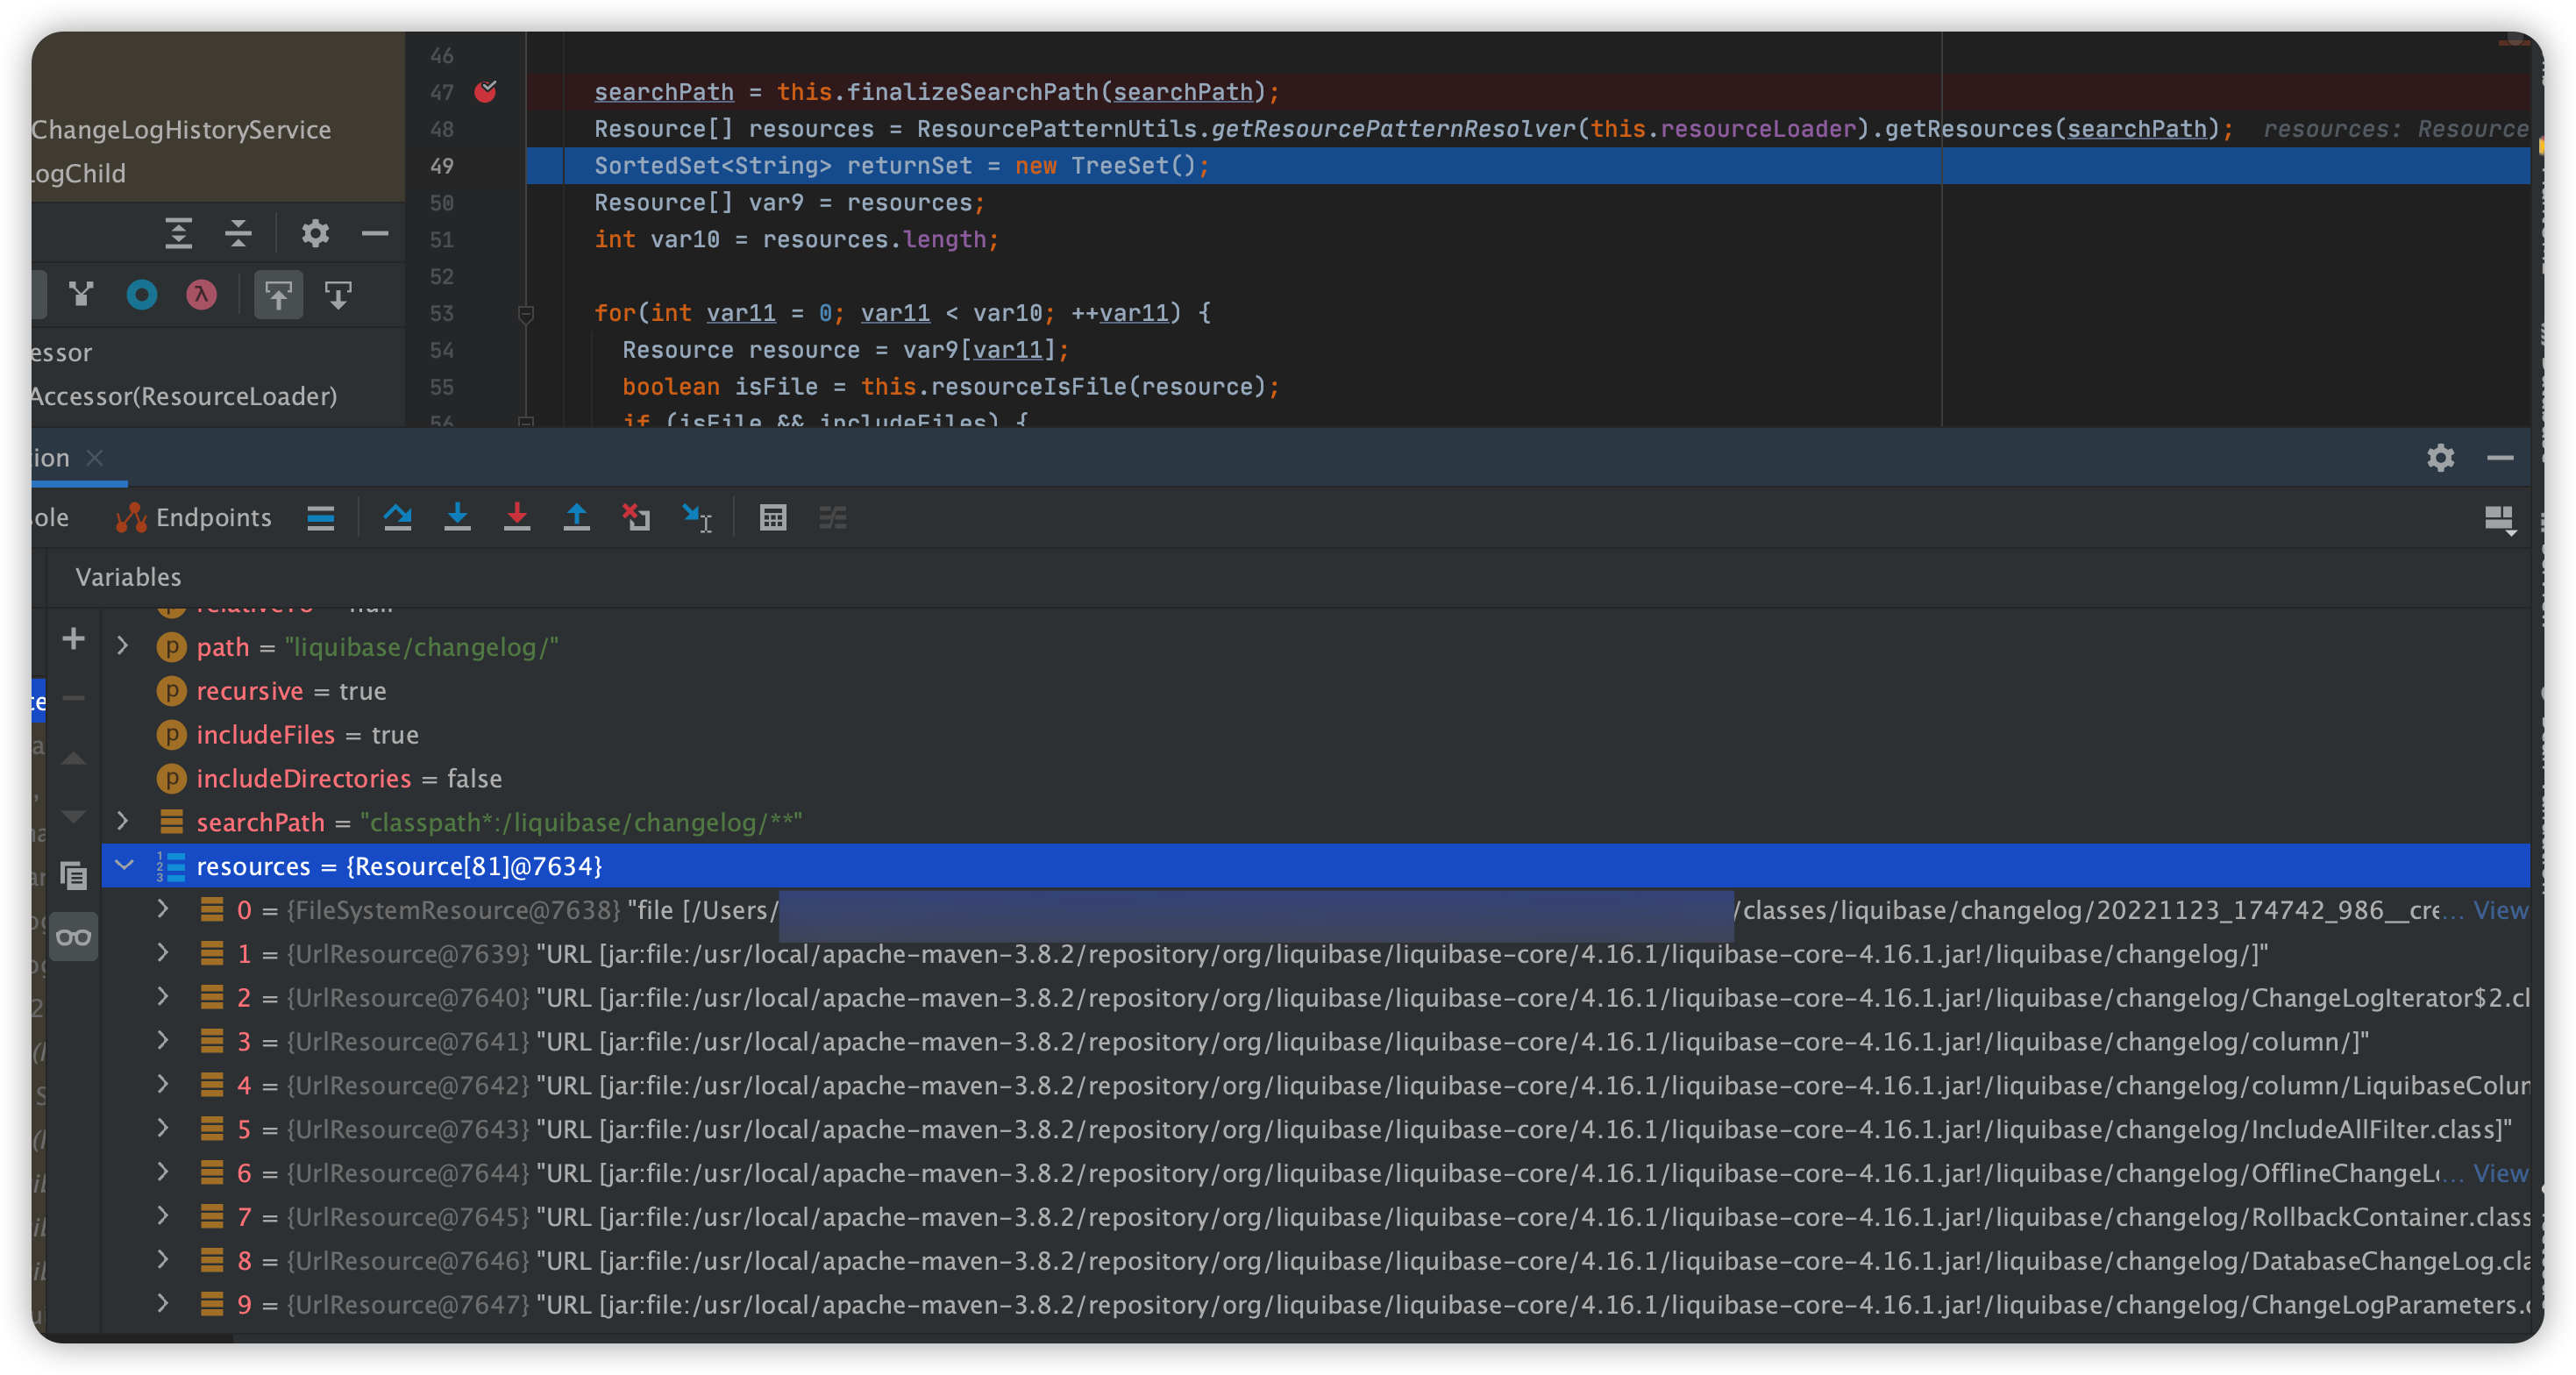 46
47 searchPath = this.finalizeSearchPath(searchPath);
ChangeLogHistoryService
48 Resource[] resources = ResourcePatternUtils.getResourcePatternResolver(this.resourceLoader).getResources(searchPath); resources: Resource
LogChild
49 SortedSet<String> returnSet = new TreeSet();
50 Resource[] var9 = resources;
51 int var10 = resources.length;
52
53 for(int var11 = 0; var11 < var10; ++var11) {
54 Resource resource = var9[var11];
essor
55 boolean isFile = this.resourceIsFile(resource);
Accessor(ResourceLoader)
56 if (isFile && includeFiles) {
tion
sole
Endpoints
Variables
relativeTo = null
path = "liquibase/changelog/"
recursive = true
includeFiles = true
includeDirectories = false
searchPath = "classpath*:/liquibase/changelog/**"
resources = {Resource[81]@7634}
0 = {FileSystemResource@7638} "file [/Users/ /classes/liquibase/changelog/20221123_174742_986__cre... View
1 = {UrlResource@7639} "URL [jar:file:/usr/local/apache-maven-3.8.2/repository/org/liquibase/liquibase-core/4.16.1/liquibase-core-4.16.1.jar!/liquibase/changelog/]"
2 = {UrlResource@7640} "URL [jar:file:/usr/local/apache-maven-3.8.2/repository/org/liquibase/liquibase-core/4.16.1/liquibase-core-4.16.1.jar!/liquibase/changelog/ChangeLogIterator$2.cl
3 = {UrlResource@7641} "URL [jar:file:/usr/local/apache-maven-3.8.2/repository/org/liquibase/liquibase-core/4.16.1/liquibase-core-4.16.1.jar!/liquibase/changelog/column/]"
4 = {UrlResource@7642} "URL [jar:file:/usr/local/apache-maven-3.8.2/repository/org/liquibase/liquibase-core/4.16.1/liquibase-core-4.16.1.jar!/liquibase/changelog/column/LiquibaseColun
5 = {UrlResource@7643} "URL [jar:file:/usr/local/apache-maven-3.8.2/repository/org/liquibase/liquibase-core/4.16.1/liquibase-core-4.16.1.jar!/liquibase/changelog/IncludeAllFilter.class]"
6 = {UrlResource@7644} "URL [jar:file:/usr/local/apache-maven-3.8.2/repository/org/liquibase/liquibase-core/4.16.1/liquibase-core-4.16.1.jar!/liquibase/changelog/OfflineChangeL... View
7 = {UrlResource@7645} "URL [jar:file:/usr/local/apache-maven-3.8.2/repository/org/liquibase/liquibase-core/4.16.1/liquibase-core-4.16.1.jar!/liquibase/changelog/RollbackContainer.class
8 = {UrlResource@7646} "URL [jar:file:/usr/local/apache-maven-3.8.2/repository/org/liquibase/liquibase-core/4.16.1/liquibase-core-4.16.1.jar!/liquibase/changelog/DatabaseChangeLog.cla
9 = {UrlResource@7647} "URL [jar:file:/usr/local/apache-maven-3.8.2/repository/org/liquibase/liquibase-core/4.16.1/liquibase-core-4.16.1.jar!/liquibase/changelog/ChangeLogParameters.c